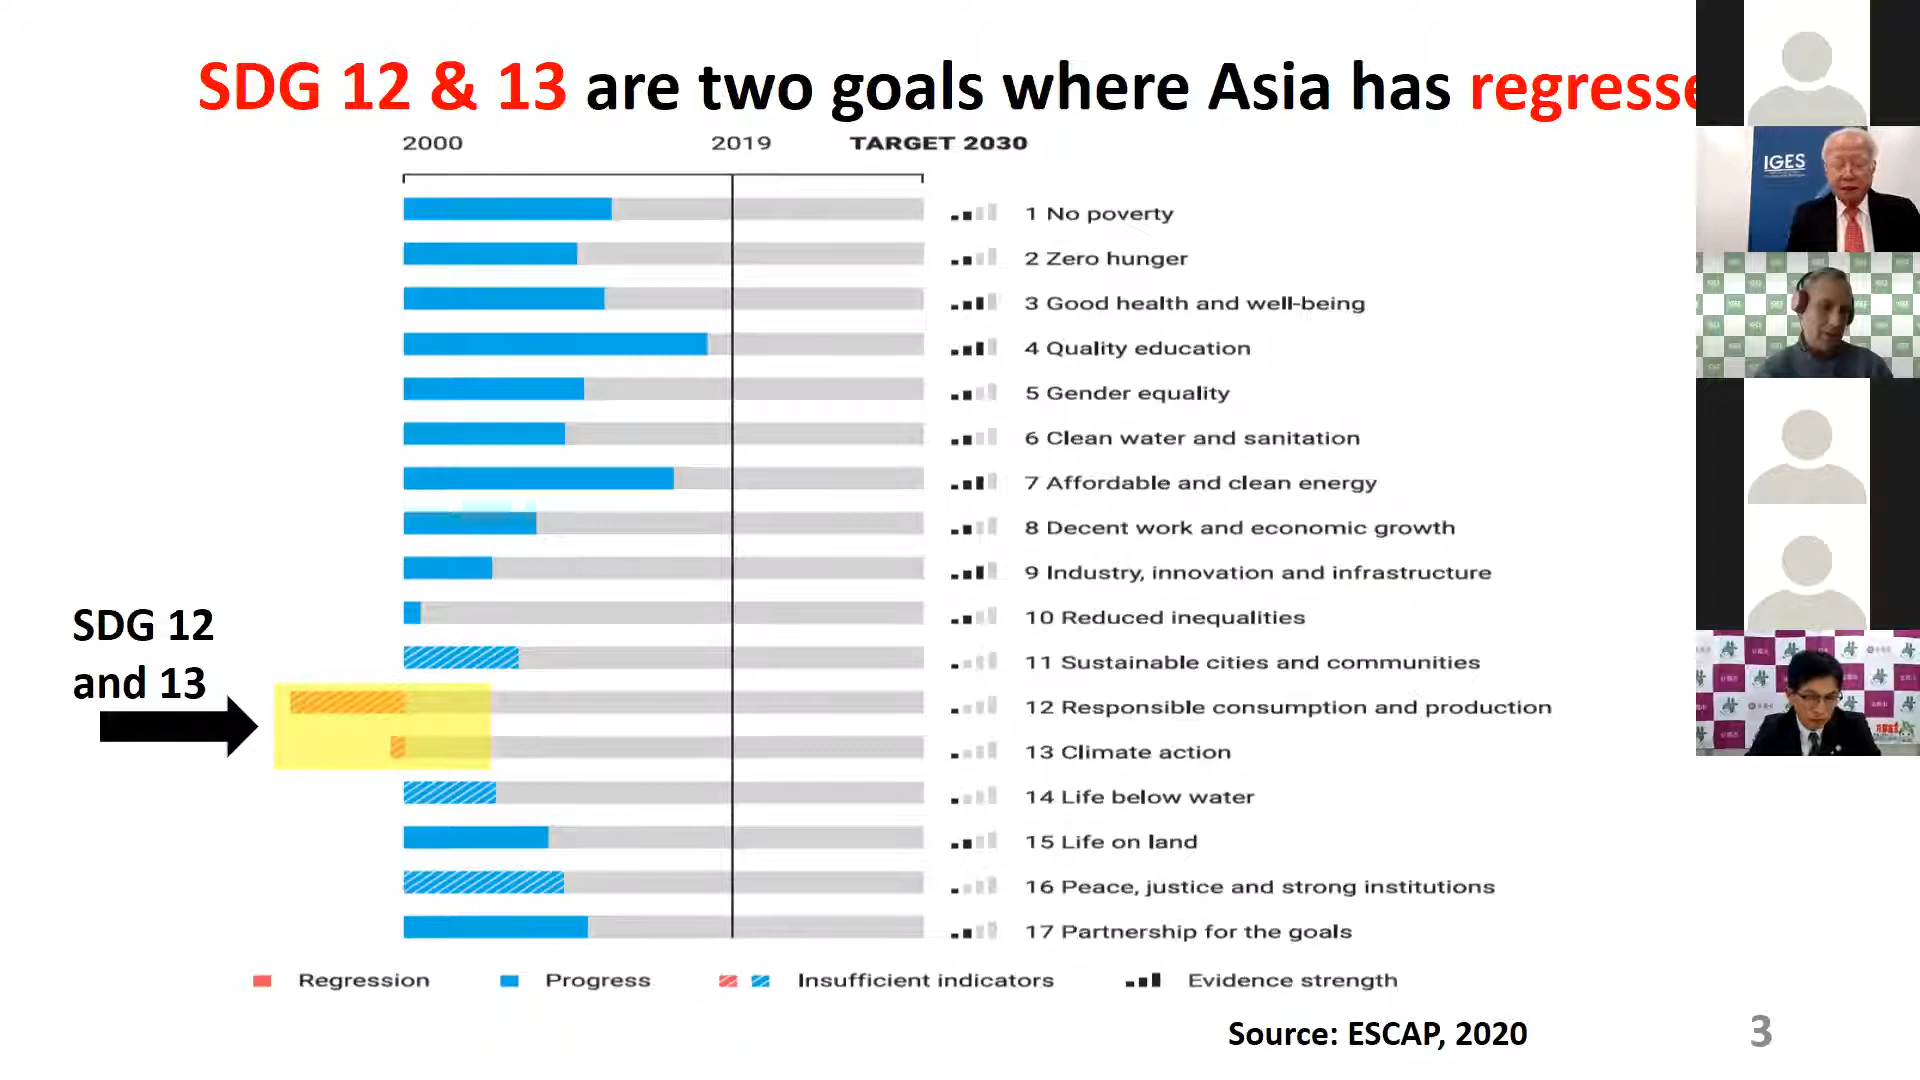 SDG 12 & 13 are two goals where Asia has regresse
2000 2019 TARGET 2030
1 No poverty
2 Zero hunger
3 Good health and well-being
4 Quality education
5 Gender equality
6 Clean water and sanitation
7 Affordable and clean energy
8 Decent work and economic growth
9 Industry, innovation and infrastructure
10 Reduced inequalities
11 Sustainable cities and communities
12 Responsible consumption and production
13 Climate action
14 Life below water
15 Life on land
16 Peace, justice and strong institutions
17 Partnership for the goals
SDG 12
and 13
Regression Progress Insufficient indicators Evidence strength
Source: ESCAP, 2020
3
IGES